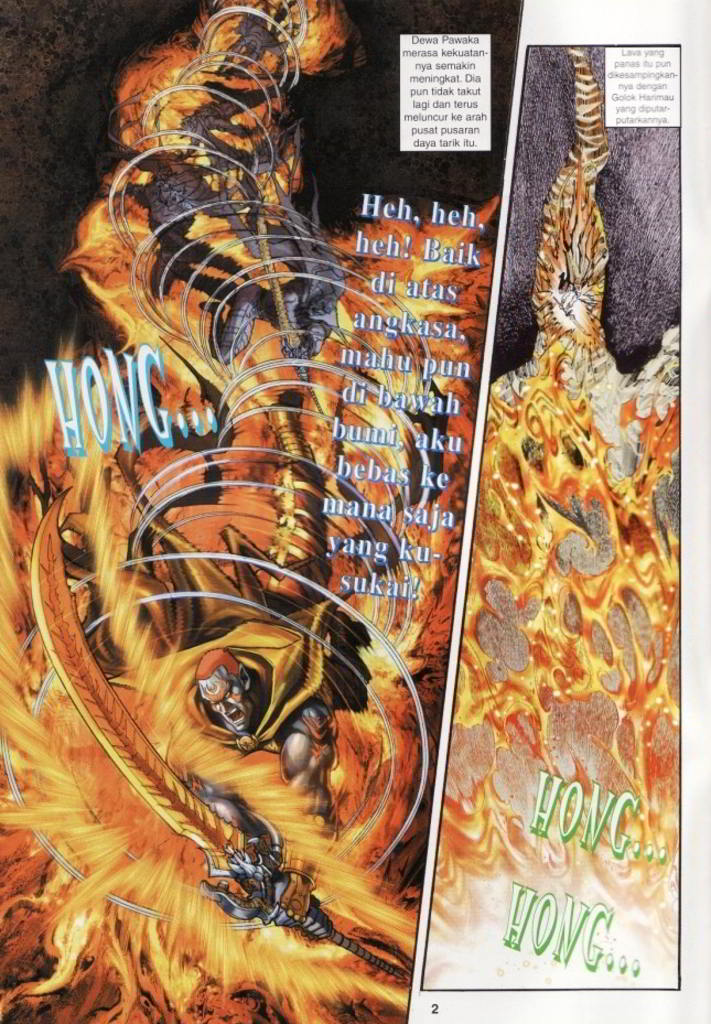 Dewa Pawaka
merasa kekuatan-
nya semakin
meningkat. Dia
pun tidak takut
lagi dan terus
meluncur ke arah
pusat pusaran
daya tarik itu.
Heh, heh,
heh! Baik
di atas
angkasa,
mahu pun
di bawah
bumi, aku
bebas ke
mana saja
yang ku-
sukai!
HONG...
Lava yang
panas itu pun
dikesampingkan-
nya dengan
Golok Harimau
yang diputar-
putarkannya.
HONG...
HONG...
2